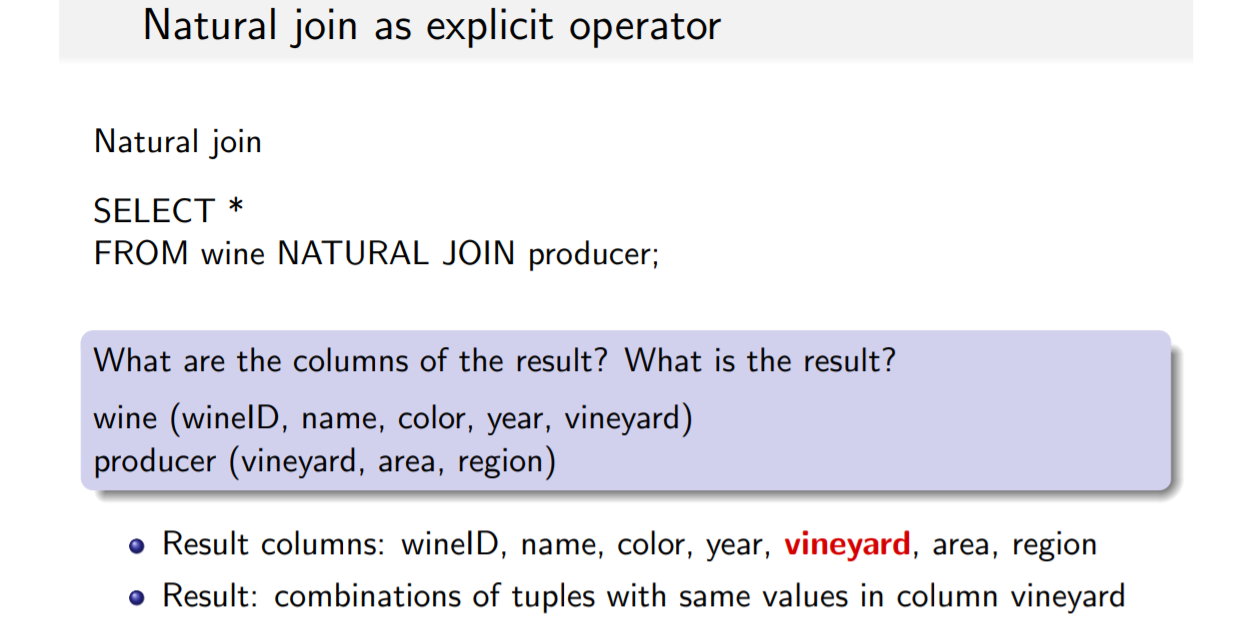 Natural join as explicit operator
Natural join
SELECT *
FROM wine NATURAL JOIN producer;
What are the columns of the result? What is the result?
wine (wineID, name, color, year, vineyard)
producer (vineyard, area, region)
Result columns: wineID, name, color, year, vineyard, area, region
Result: combinations of tuples with same values in column vineyard